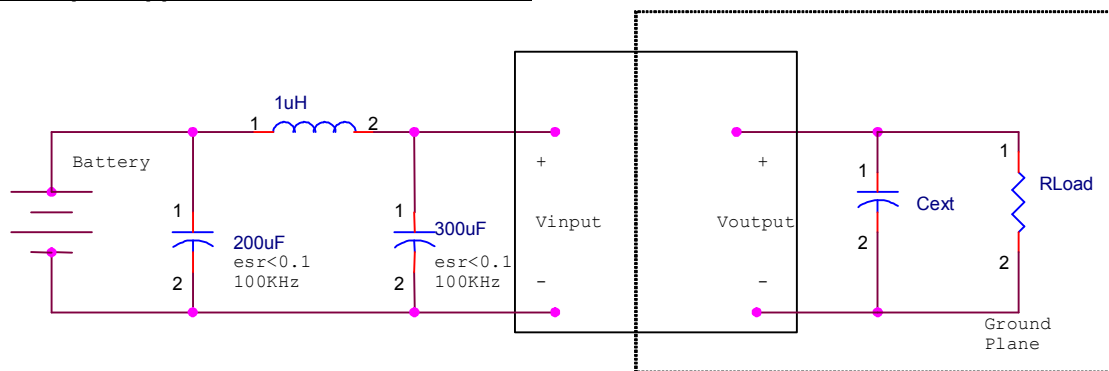 1uH
1 2
Battery
+ +
1 1 1 1
RLoad
Cext
Vinput Voutput
200uF 300uF
esr<0.1 esr<0.1
100KHz 100KHz
2 2 2 2
- -
Ground
Plane